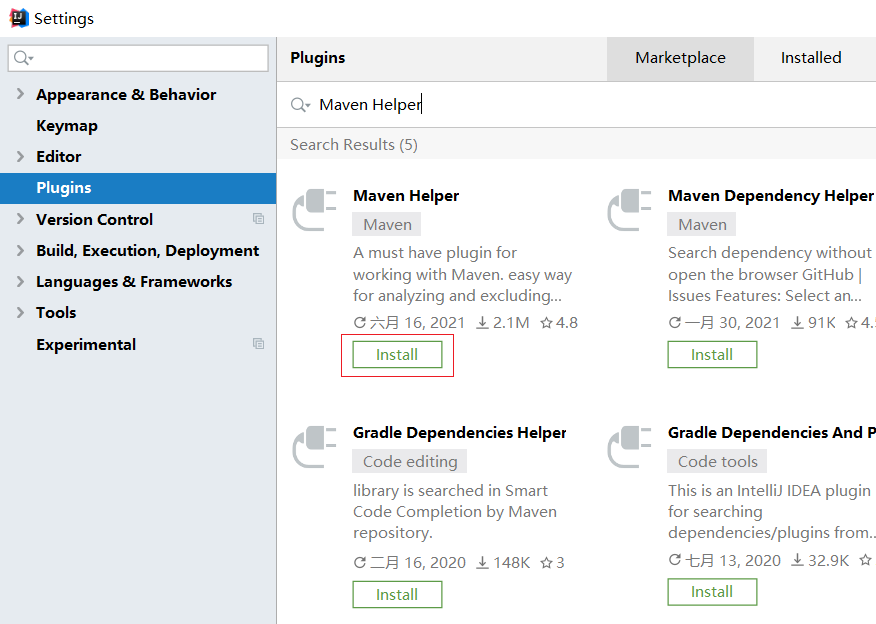 Settings
Appearance & Behavior
Keymap
Editor
Plugins
Version Control
Build, Execution, Deployment
Languages & Frameworks
Tools
Experimental
Plugins
Marketplace
Installed
Maven Helper
Search Results (5)
Maven Helper
Maven
A must have plugin for
working with Maven. easy way
for analyzing and excluding...
六月 16, 2021 2.1M 4.8
Install
Maven Dependency Helper
Maven
Search dependency without
open the browser GitHub |
Issues Features: Select an...
一月 30, 2021 91K
Install
Gradle Dependencies Helper
Code editing
library is searched in Smart
Code Completion by Maven
repository.
二月 16, 2020 148K 3
Install
Gradle Dependencies And
Code tools
This is an IntelliJ IDEA plugin
for searching
dependencies/plugins from...
七月 13, 2020 32.9K
Install